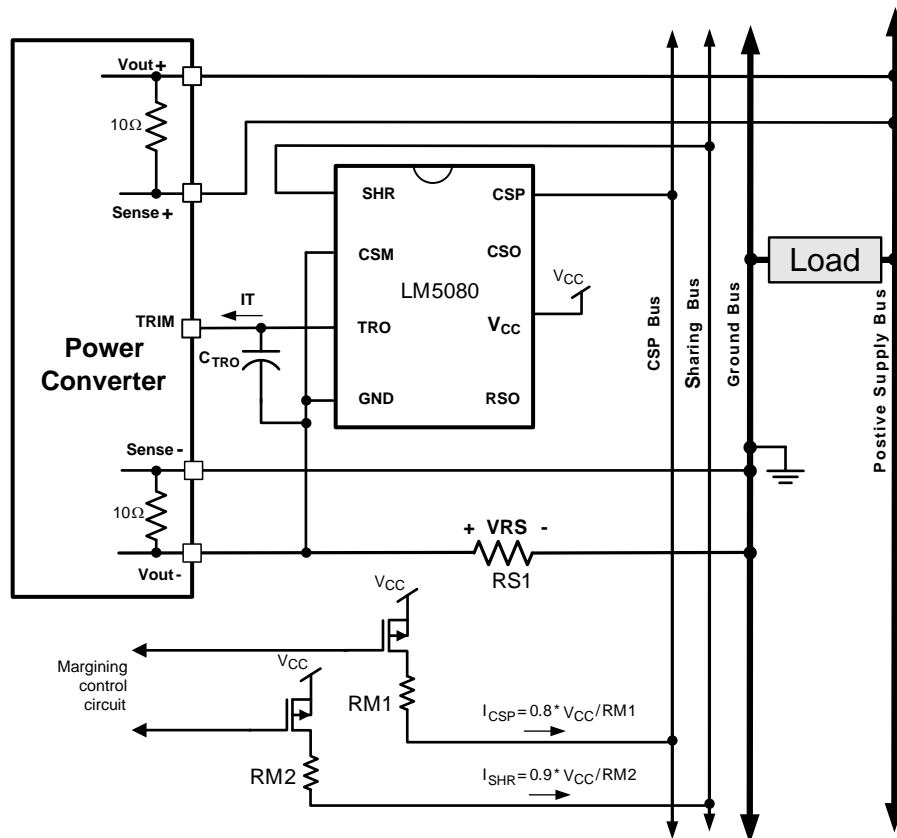 Vout+
10Ω
Sense+
TRIM
IT
CTRO
Power
Converter
Sense-
10Ω
Vout-
SHR
CSP
CSM
CSO
LM5080
VCC
TRO
VCC
GND
RSO
CSP Bus
Sharing Bus
Ground Bus
Postive Supply Bus
Load
+ VRS -
RS1
VCC
VCC
Margining
control
circuit
RM1
RM2
ICSP=0.8* VCC/RM1
ISHR=0.9* VCC/RM2